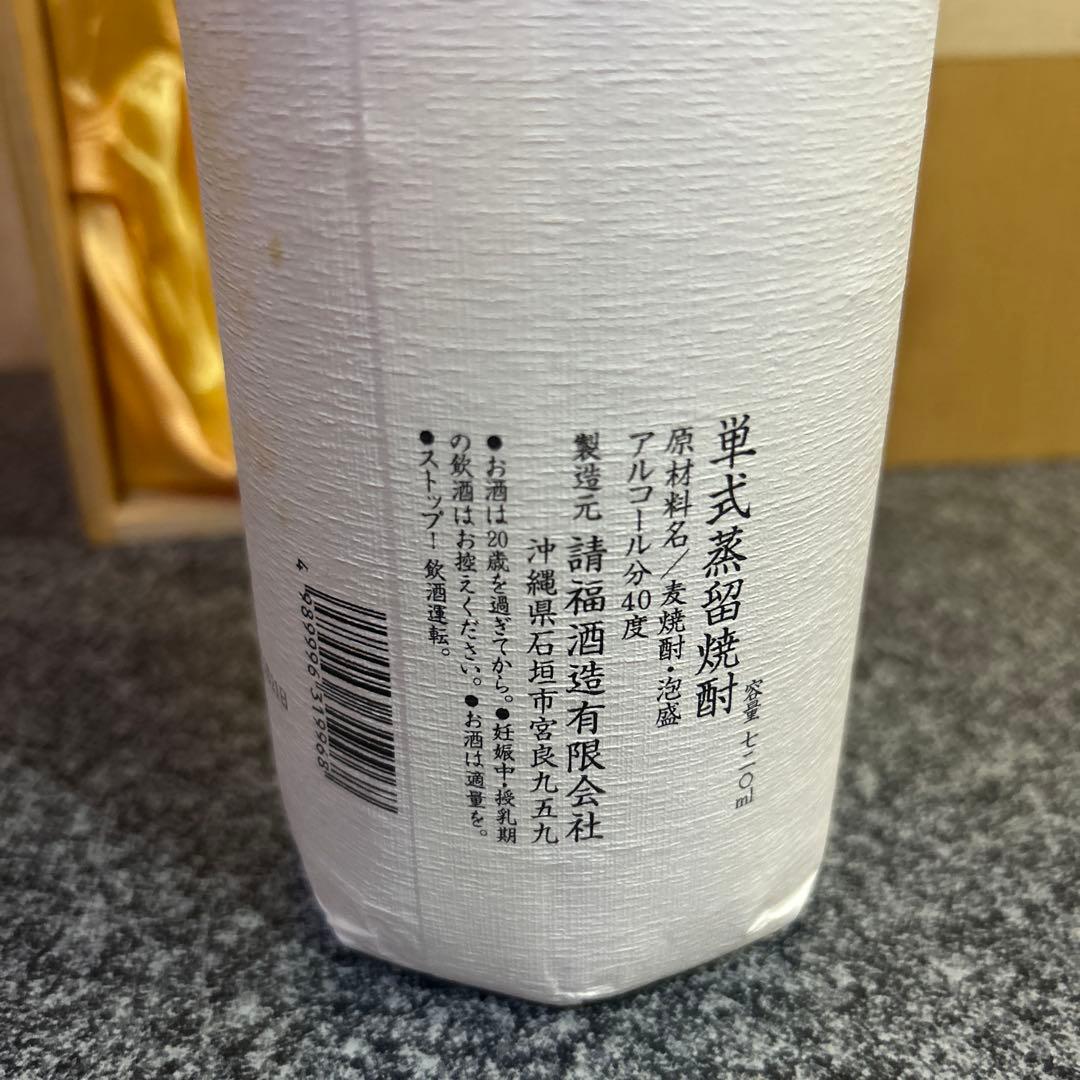 単式蒸留焼酎
容量 七二〇ml
原材料名／麦焼酎・泡盛
アルコール分40度
製造元 請福酒造有限会社
沖縄県石垣市宮良九五九
●お酒は20歳を過ぎてから。●妊娠中・授乳期
の飲酒はお控えください。●お酒は適量を。
●ストップ！飲酒運転。
4 989996 319968